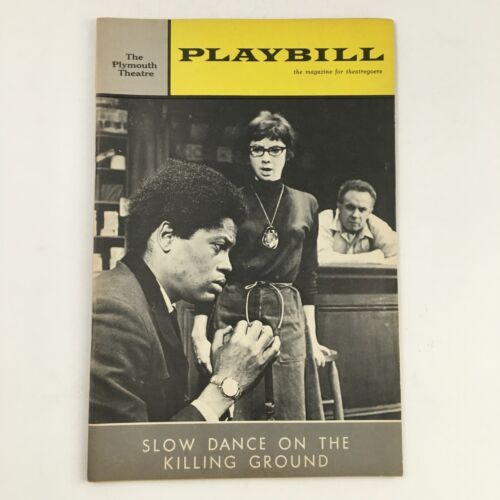 The
Plymouth
Theatre
PLAYBILL
the magazine for theatregoers
SLOW DANCE ON THE
KILLING GROUND